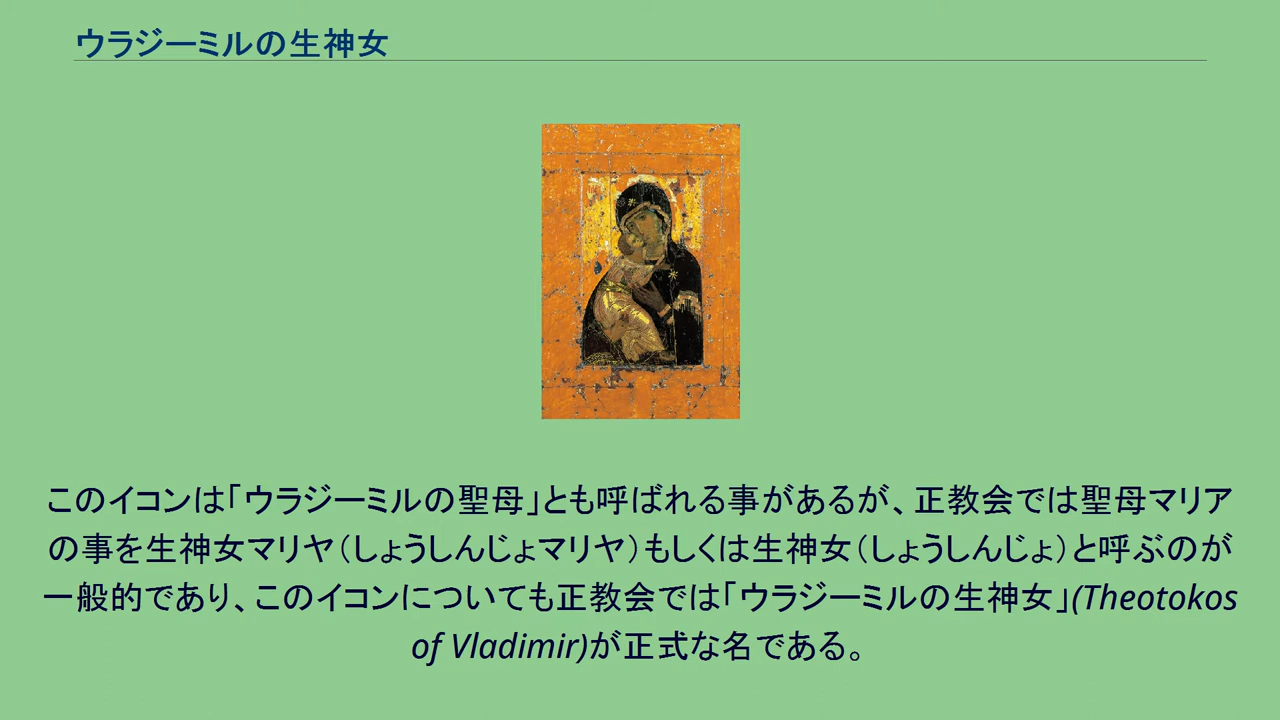 ウラジーミルの生神女
このイコンは「ウラジーミルの聖母」とも呼ばれる事があるが、正教会では聖母マリア
の事を生神女マリヤ（しょうしんじょマリヤ）もしくは生神女（しょうしんじょ）と呼ぶのが
一般的であり、このイコンについても正教会では「ウラジーミルの生神女」(Theotokos
of Vladimir)が正式な名である。